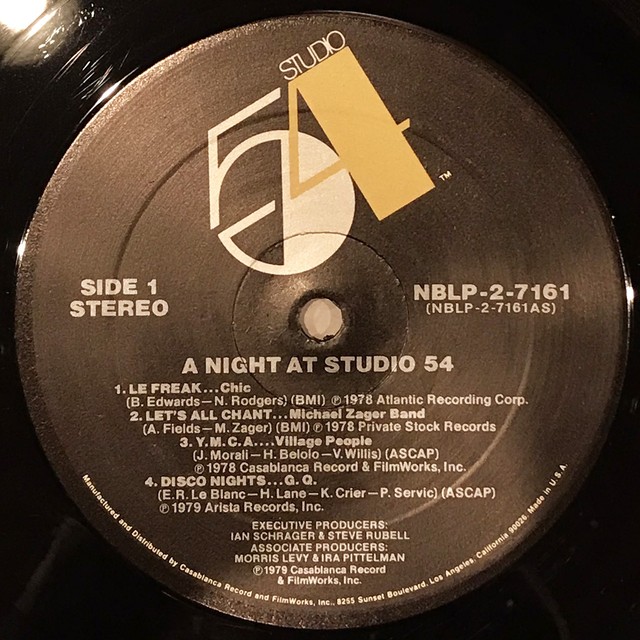 STUDIO
54
TM
SIDE 1
STEREO
NBLP-2-7161
(NBLP-2-7161AS)
A NIGHT AT STUDIO 54
1. LE FREAK...Chic
(B. Edwards—N. Rodgers) (BMI) ℗1978 Atlantic Recording Corp.
2. LET'S ALL CHANT...Michael Zager Band
(A. Fields—M. Zager) (BMI) ℗1978 Private Stock Records
3. Y.M.C.A....Village People
(J. Morali—H. Belolo—V. Willis) (ASCAP)
℗1978 Casablanca Record & FilmWorks, Inc.
4. DISCO NIGHTS...G.Q.
(E.R. Le Blanc—H. Lane—K. Crier—P. Servic) (ASCAP)
℗1979 Arista Records, Inc.
EXECUTIVE PRODUCERS:
IAN SCHRAGER & STEVE RUBELL
ASSOCIATE PRODUCERS:
MORRIS LEVY & IRA PITTELMAN
℗1979 Casablanca Record
& FilmWorks, Inc.
Manufactured and Distributed by Casablanca Record and FilmWorks, Inc., 8255 Sunset Boulevard, Los Angeles, California 90026, Made in U.S.A.